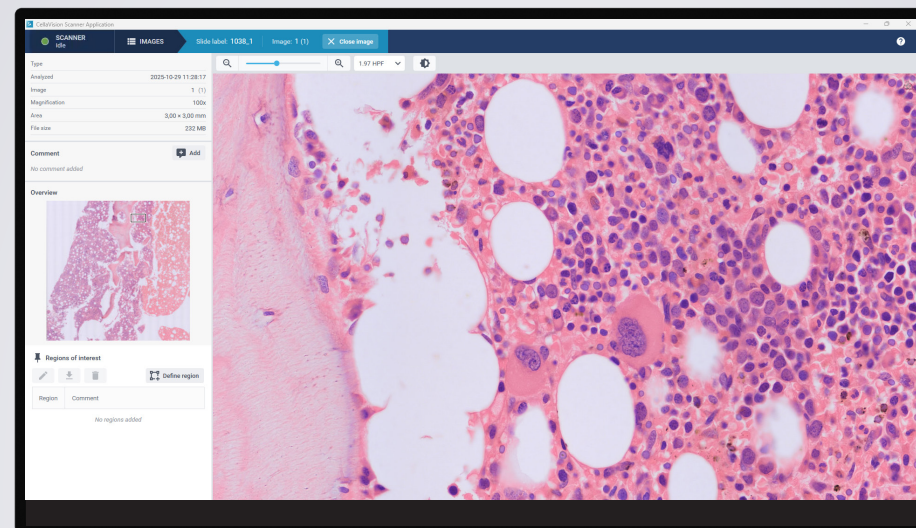 CellaVision Scanner Application
SCANNER
Idle
IMAGES
Slide label: 1038_1
Image: 1 (1)
Close image
?
1.97 HPF
Type
Analyzed 2025-10-29 11:28:17
Image 1 (1)
Magnification 100x
Area 3,00 × 3,00 mm
File size 232 MB
Comment
Add
No comment added
Overview
Regions of interest
Define region
Region Comment
No regions added